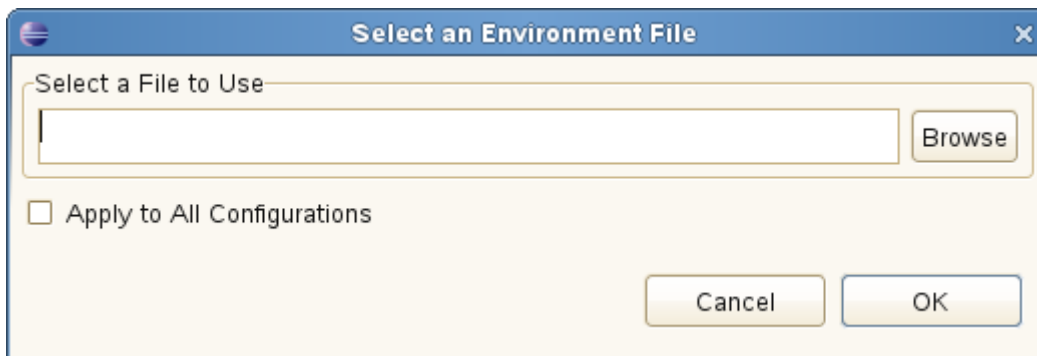 Select an Environment File
Select a File to Use
Browse
Apply to All Configurations
Cancel OK